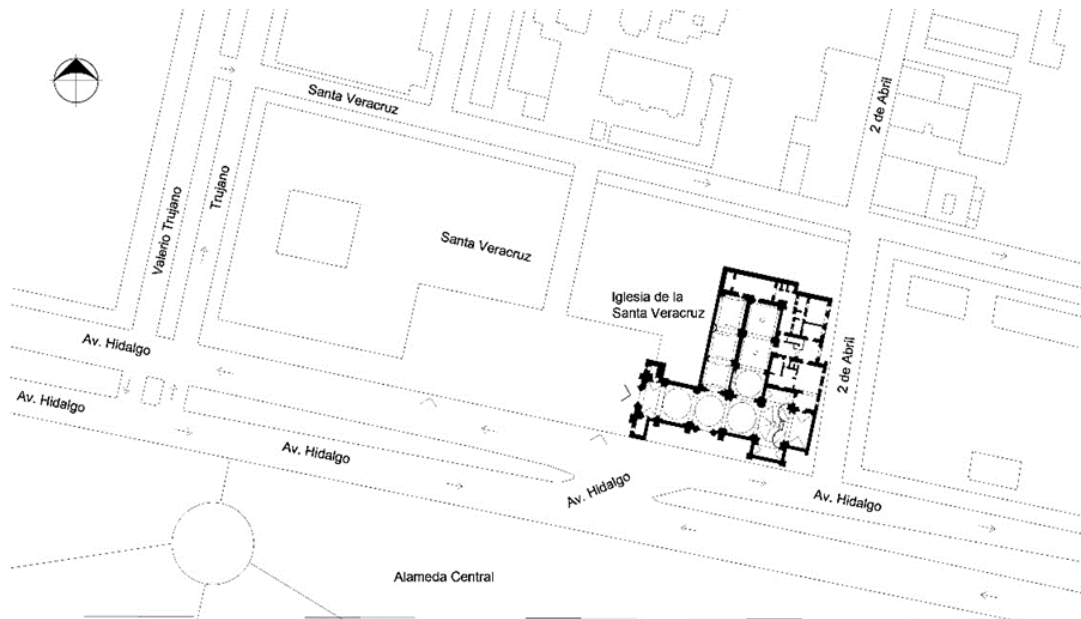 Santa Veracruz
2 de Abril
Valerio Trujano
Trujano
Santa Veracruz
Iglesia de la
Santa Veracruz
2 de Abril
Av. Hidalgo
Av. Hidalgo
Av. Hidalgo
Av. Hidalgo
Av. Hidalgo
Alameda Central